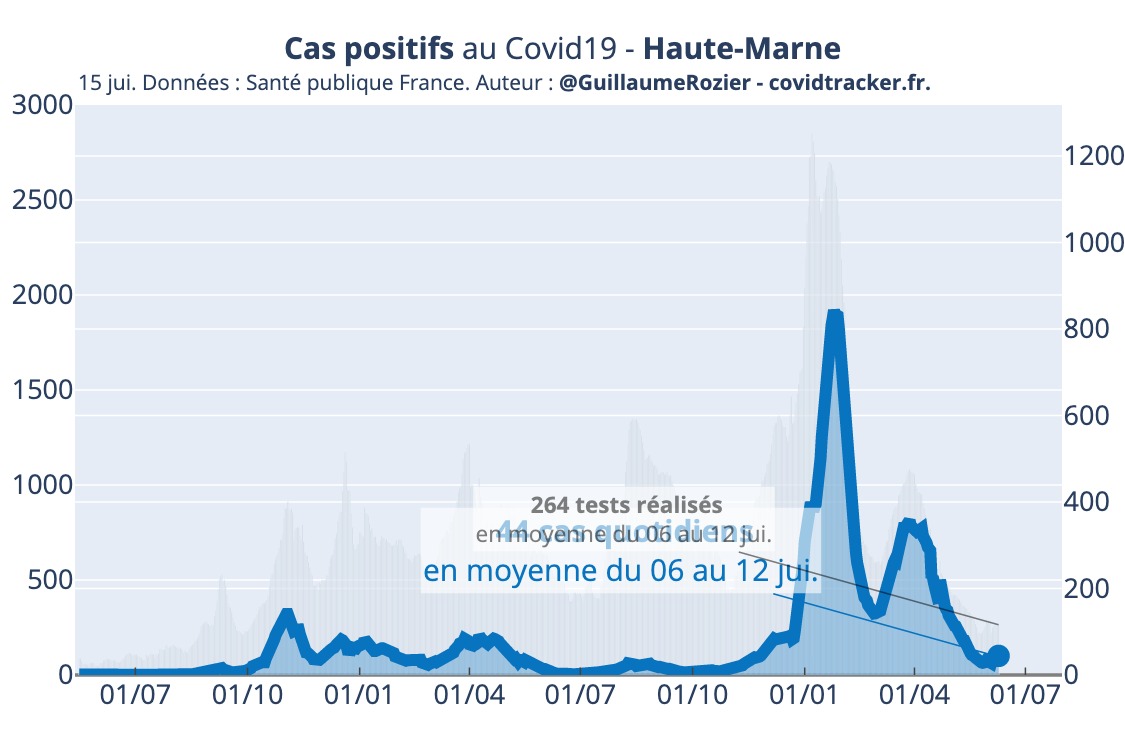 Cas positifs au Covid19 - Haute-Marne
15 jui. Données : Santé publique France. Auteur : @GuillaumeRozier - covidtracker.fr.
3000
2500
2000
1500
1000
500
0
1200
1000
800
600
400
200
0
264 tests réalisés
en moyenne du 06 au 12 jui.
44 cas quotidiens
en moyenne du 06 au 12 jui.
01/07 01/10 01/01 01/04 01/07 01/10 01/01 01/04 01/07